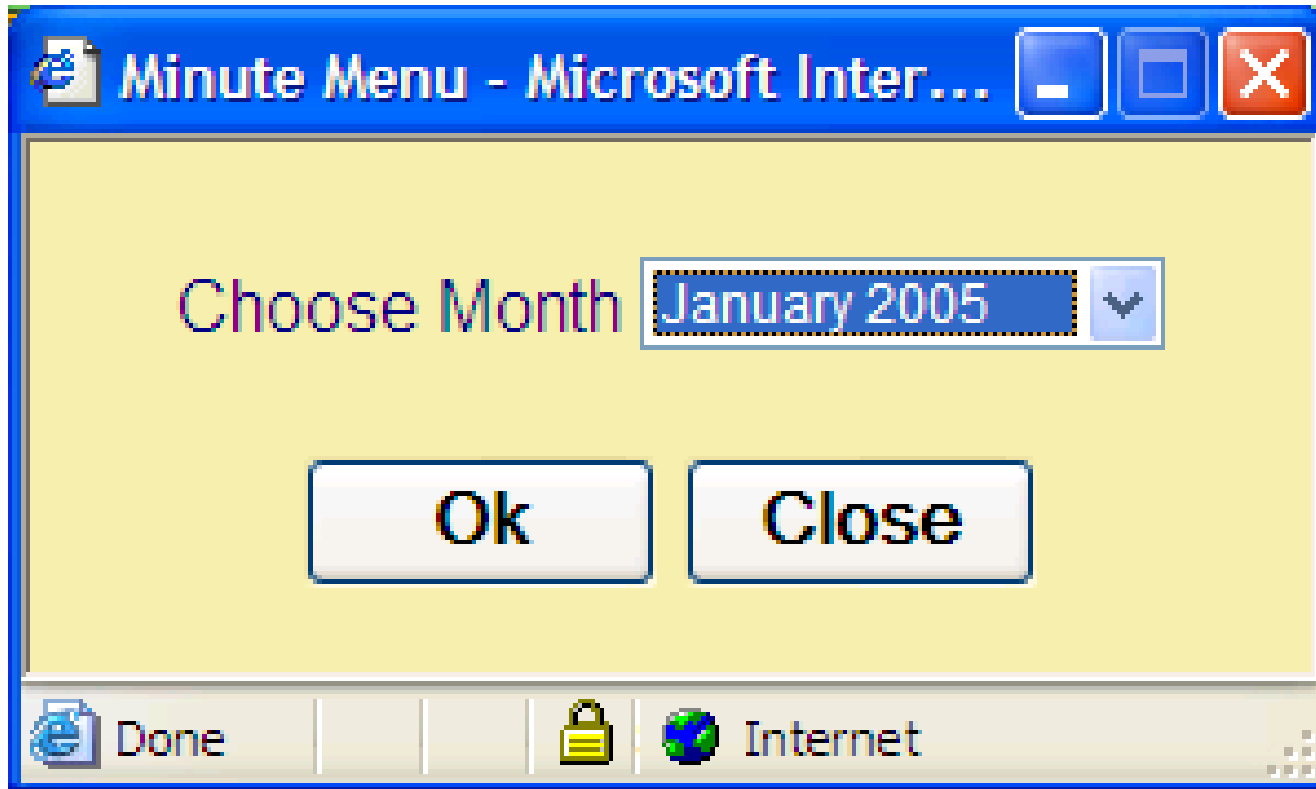 Minute Menu - Microsoft Inter...
Choose Month January 2005
Ok Close
Done Internet